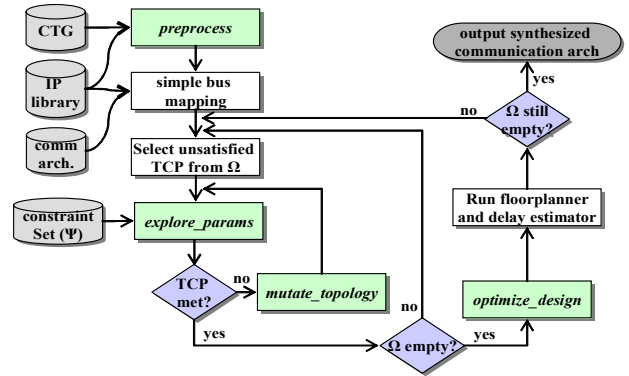 CTG
preprocess
output synthesized
communication arch
IP
library
simple bus
mapping
yes
no
Ω still
empty?
comm
arch.
Select unsatisfied
TCP from Ω
Run floorplanner
and delay estimator
constraint
Set (Ψ)
explore_params
TCP
met?
no
mutate_topology
no
optimize_design
yes
Ω empty?
yes